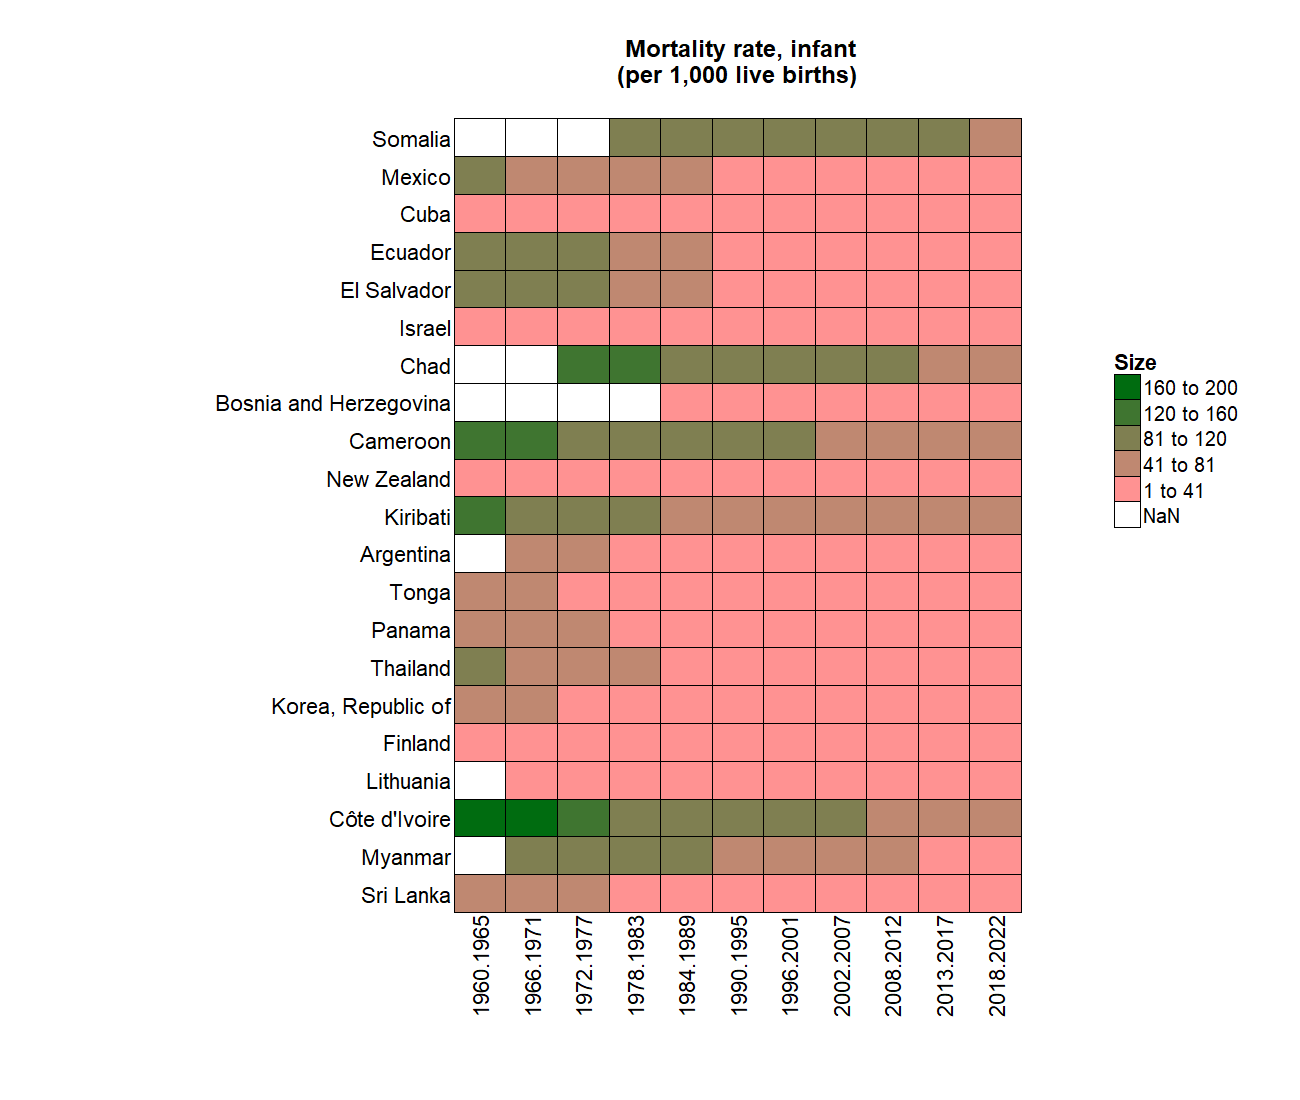 Mortality rate, infant
(per 1,000 live births)
Somalia
Mexico
Cuba
Ecuador
El Salvador
Israel
Chad
Bosnia and Herzegovina
Cameroon
New Zealand
Kiribati
Argentina
Tonga
Panama
Thailand
Korea, Republic of
Finland
Lithuania
Côte d'Ivoire
Myanmar
Sri Lanka
1960.1965
1966.1971
1972.1977
1978.1983
1984.1989
1990.1995
1996.2001
2002.2007
2008.2012
2013.2017
2018.2022
Size
160 to 200
120 to 160
81 to 120
41 to 81
1 to 41
NaN